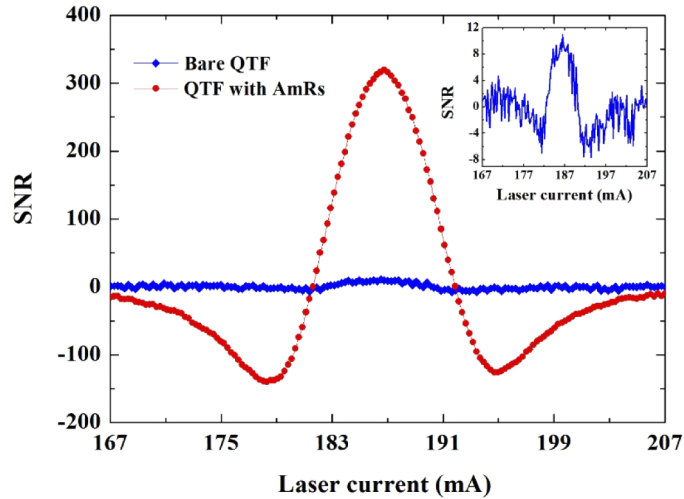 400
300
200
100
0
-100
-200
SNR
Bare QTF
QTF with AmRs
12
8
4
0
-4
-8
SNR
167 177 187 197 207
Laser current (mA)
167 175 183 191 199 207
Laser current (mA)